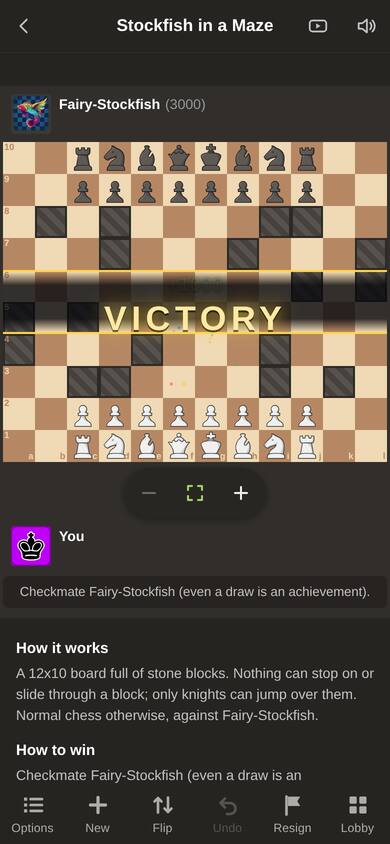 Stockfish in a Maze
Fairy-Stockfish (3000)
10
9
8
7
6
5
VICTORY
4
3
2
1
a b c d e f g h i j k l
You
Checkmate Fairy-Stockfish (even a draw is an achievement).
How it works
A 12x10 board full of stone blocks. Nothing can stop on or
slide through a block; only knights can jump over them.
Normal chess otherwise, against Fairy-Stockfish.
How to win
Checkmate Fairy-Stockfish (even a draw is an
Options New Flip Undo Resign Lobby